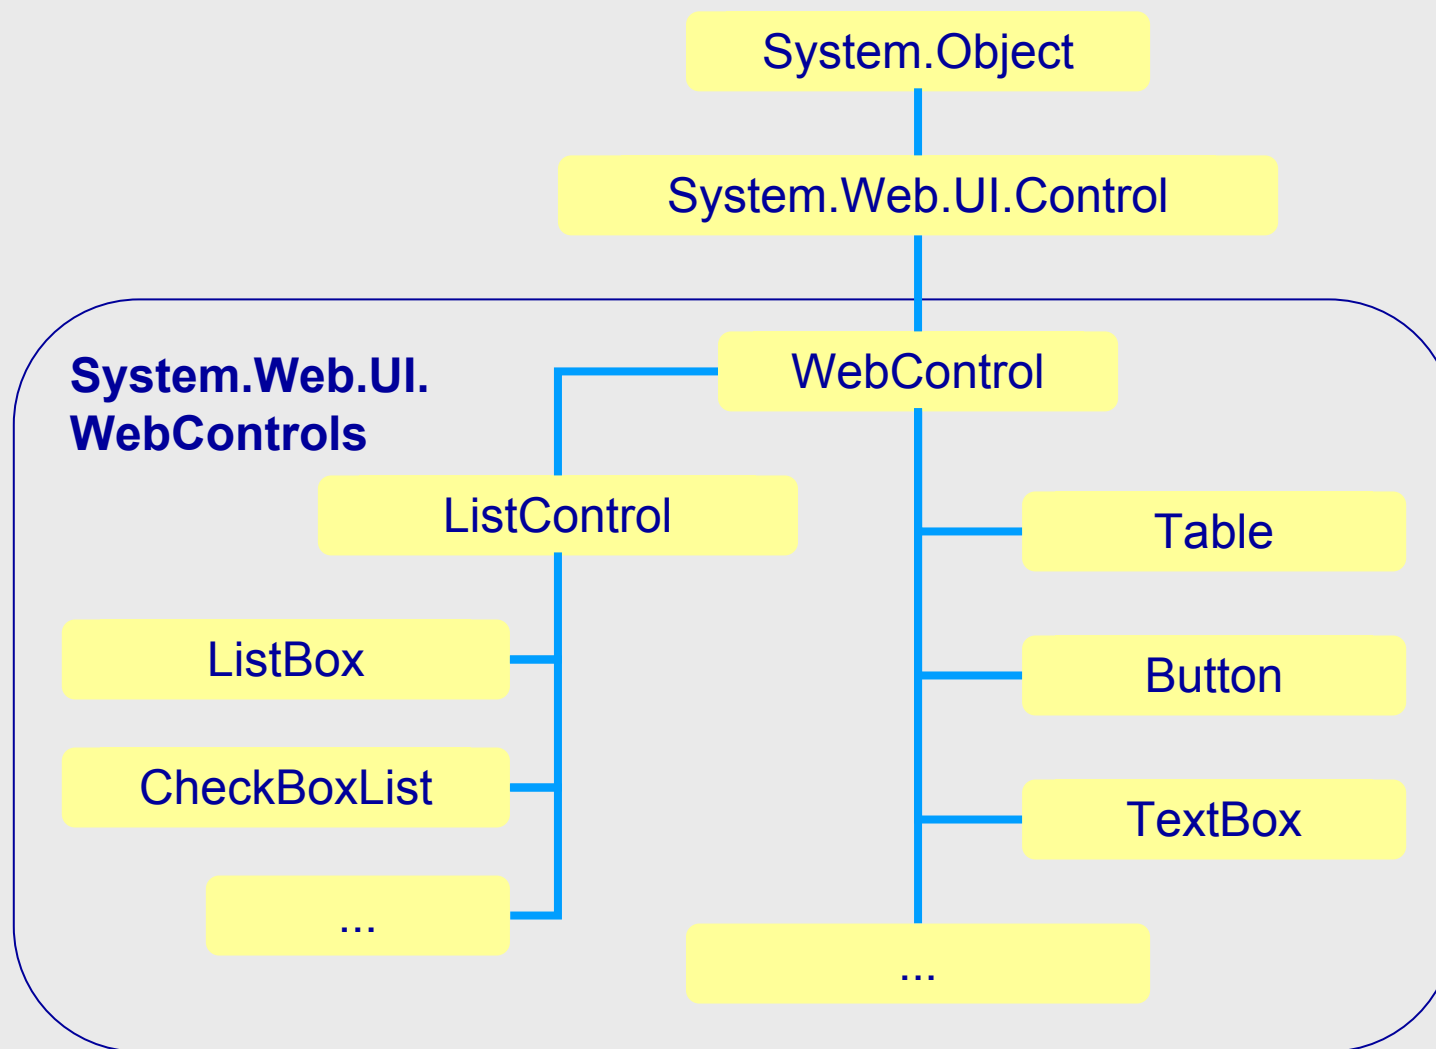 System.Object
System.Web.UI.Control
System.Web.UI.
WebControls
WebControl
ListControl
Table
ListBox
Button
CheckBoxList
TextBox
...
...